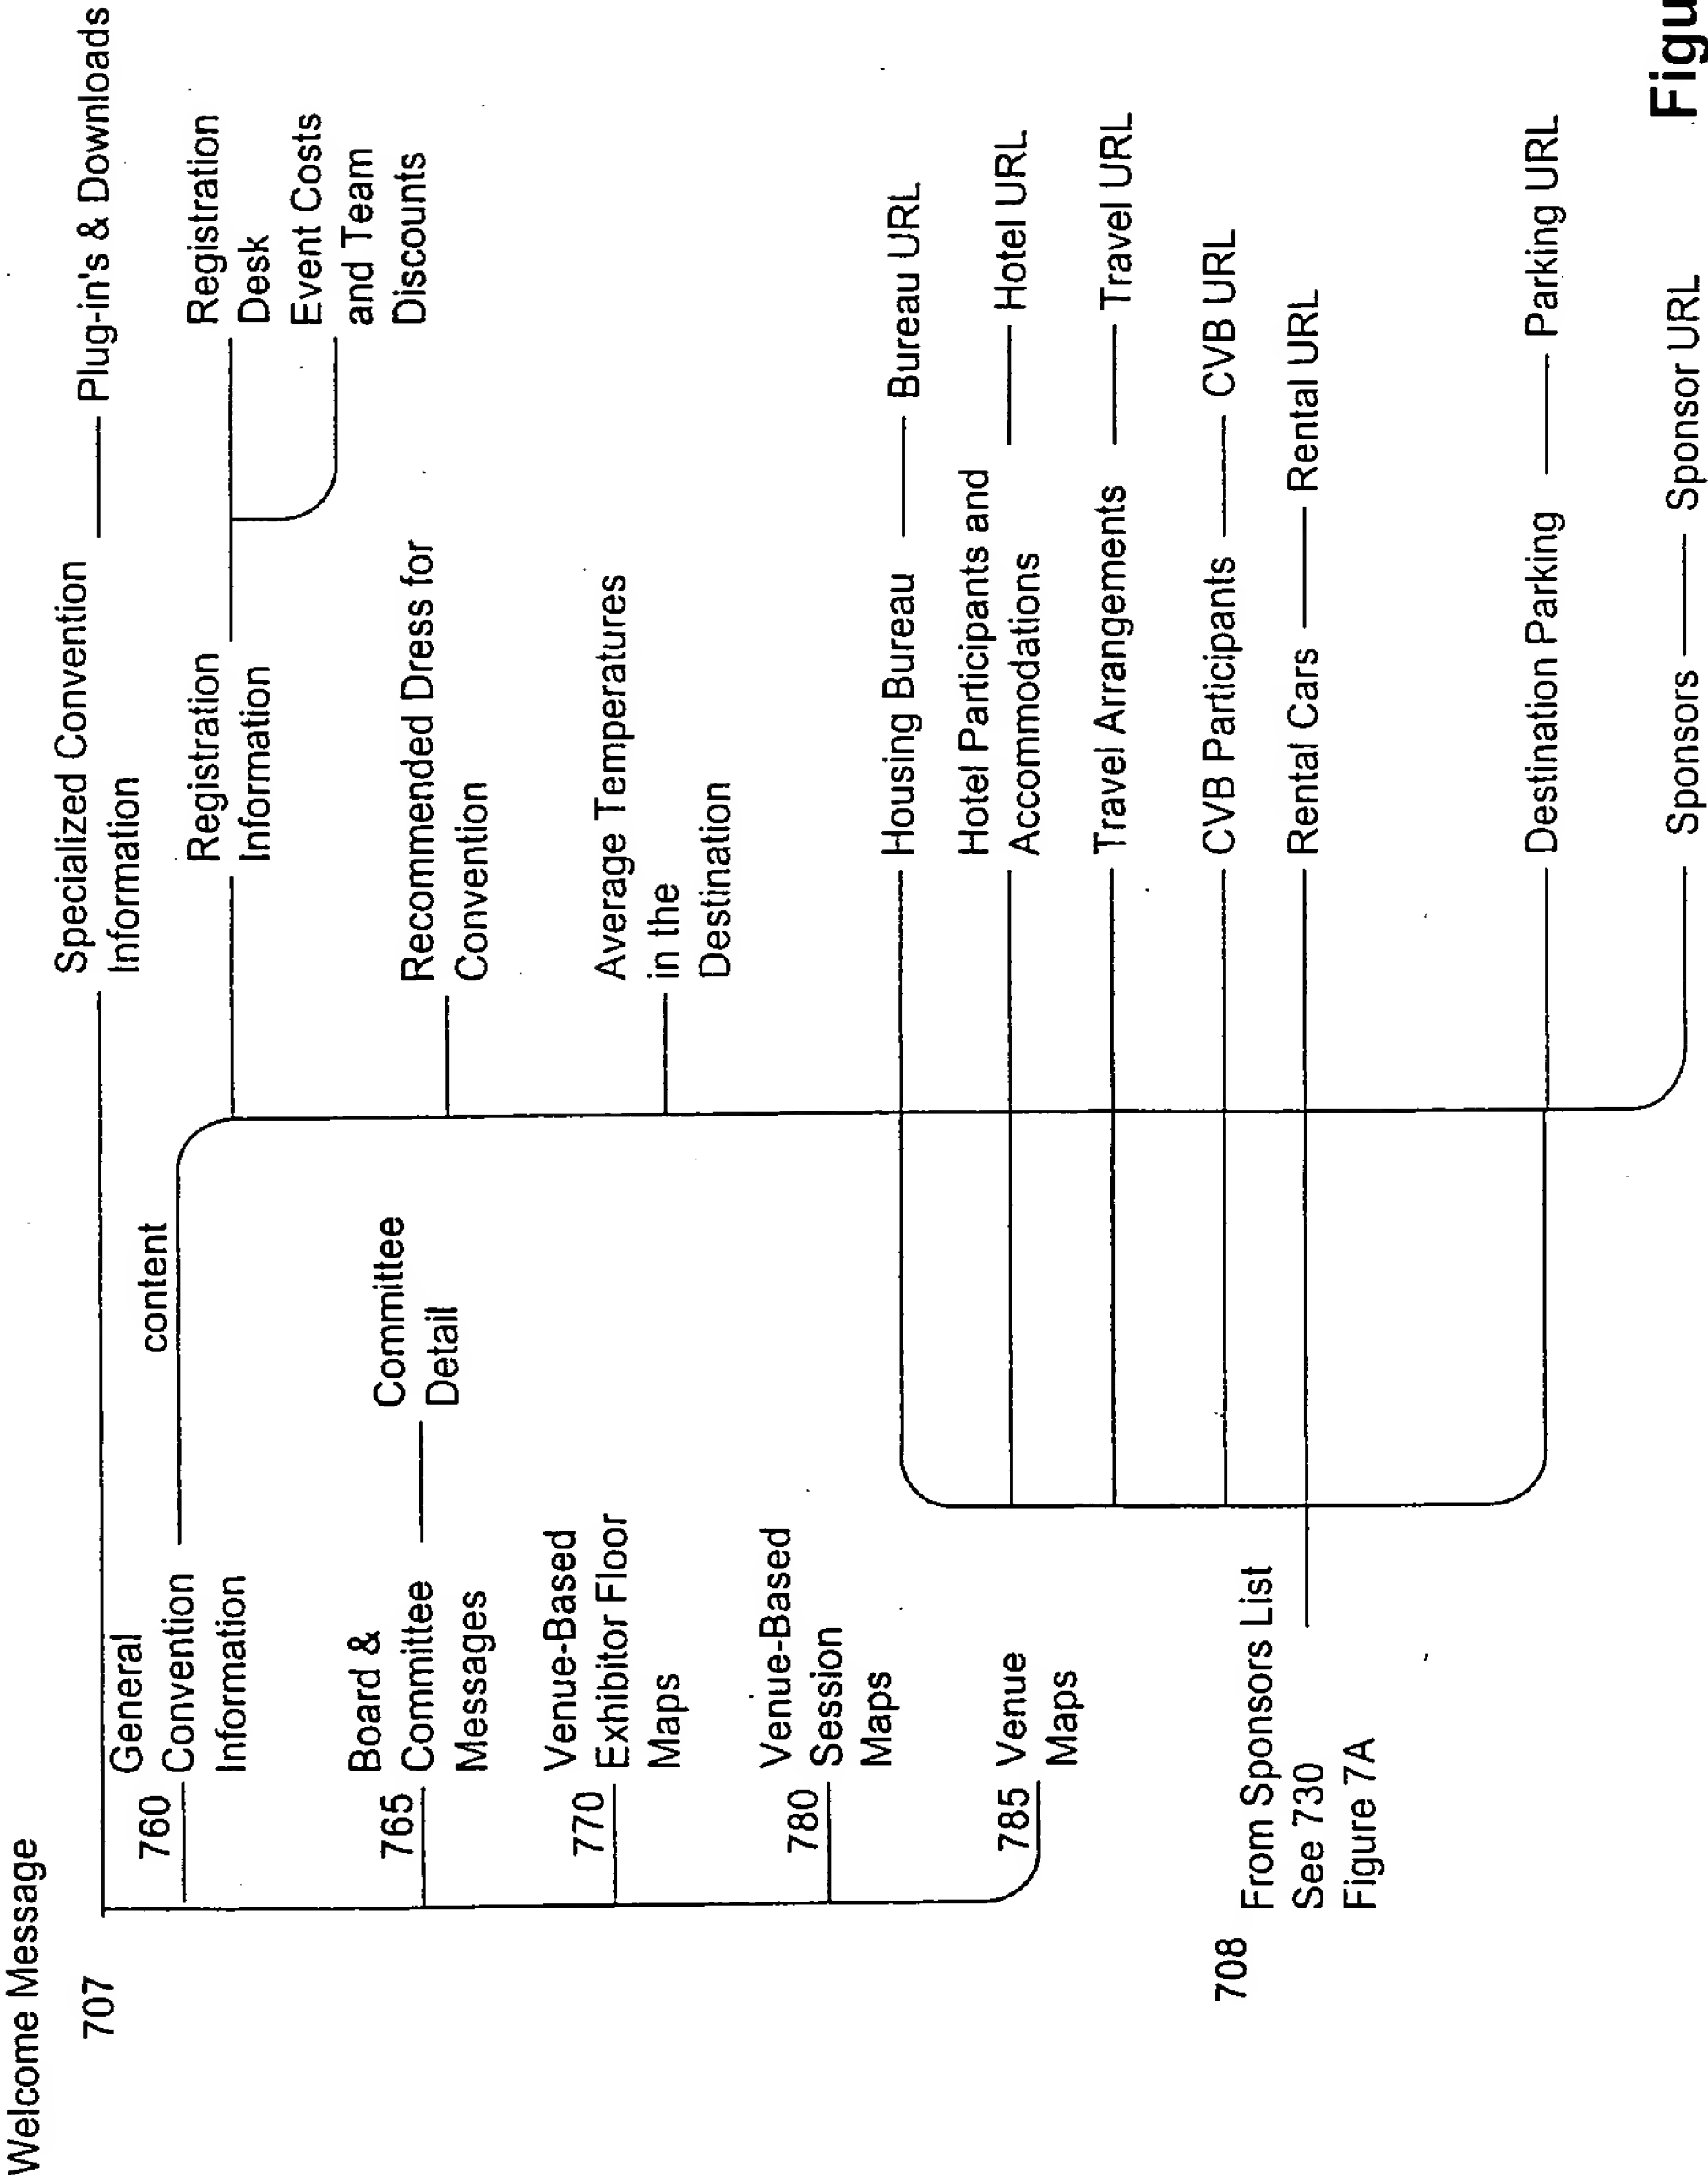 Welcome Message
707
Specialized Convention
Information
Plug-in's & Downloads
760
General
Convention
Information
content
Registration
Information
Registration
Desk
Event Costs
and Team
Discounts
765
Board &
Committee
Messages
Committee
Detail
Recommended Dress for
Convention
770
Venue-Based
Exhibitor Floor
Maps
Average Temperatures
in the
Destination
780
Venue-Based
Session
Maps
785
Venue
Maps
Housing Bureau
Bureau URL
Hotel Participants and
Accommodations
Hotel URL
Travel Arrangements
Travel URL
CVB Participants
CVB URL
708
From Sponsors List
See 730
Figure 7A
Rental Cars
Rental URL
Destination Parking
Parking URL
Sponsors
Sponsor URL